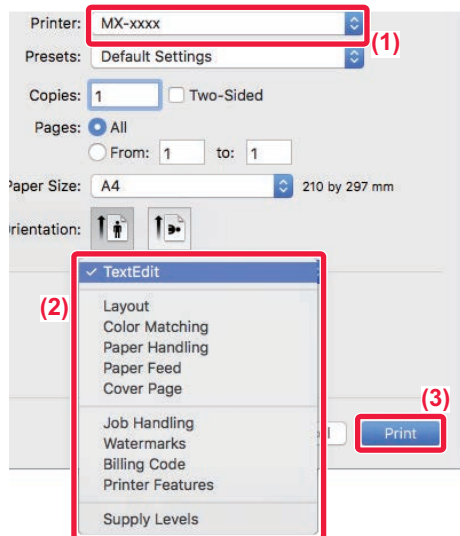 Printer: MX-xxxx
(1)
Presets: Default Settings
Copies: 1 Two-Sided
Pages: All
From: 1 to: 1
Paper Size: A4 210 by 297 mm
rientation:
✓ TextEdit
(2)
Layout
Color Matching
Paper Handling
Paper Feed
Cover Page
(3)
Job Handling
Watermarks
Billing Code
Printer Features
Print
Supply Levels